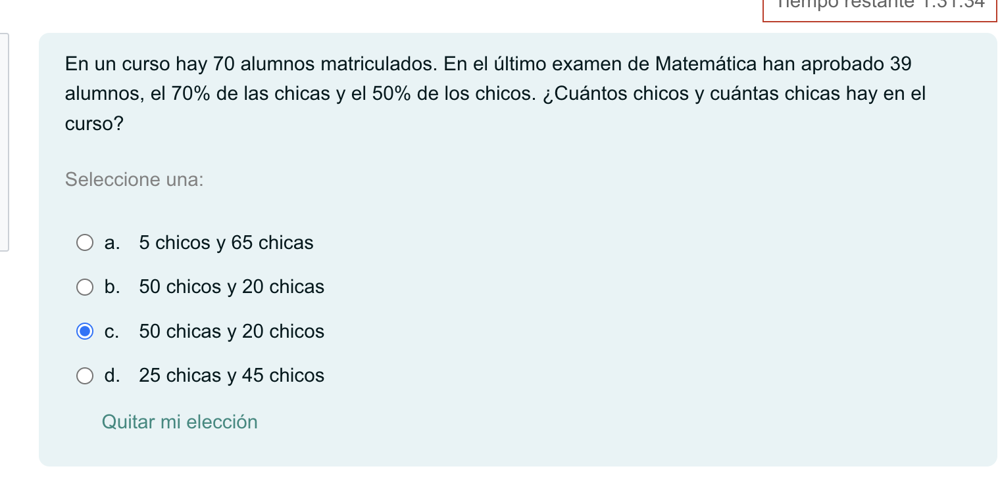 Tiempo restante 1:31:34
En un curso hay 70 alumnos matriculados. En el último examen de Matemática han aprobado 39
alumnos, el 70% de las chicas y el 50% de los chicos. ¿Cuántos chicos y cuántas chicas hay en el
curso?
Seleccione una:
a. 5 chicos y 65 chicas
b. 50 chicos y 20 chicas
c. 50 chicas y 20 chicos
d. 25 chicas y 45 chicos
Quitar mi elección